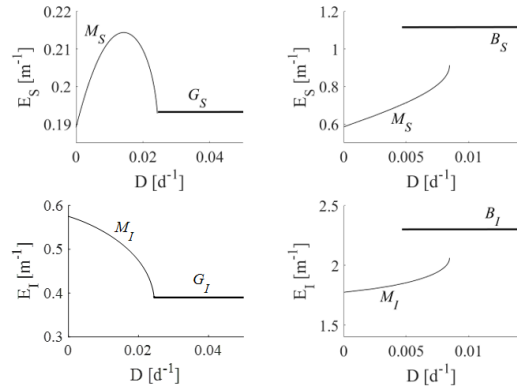 0.22
0.21
0.2
0.19
E_S [m^-1]
M_S
G_S
0 0.02 0.04
D [d^-1]
1.2
1
0.8
0.6
E_S [m^-1]
B_S
M_S
0 0.005 0.01
D [d^-1]
0.6
0.5
0.4
0.3
E_I [m^-1]
M_I
G_I
0 0.02 0.04
D [d^-1]
2.5
2
1.5
E_I [m^-1]
B_I
M_I
0 0.005 0.01
D [d^-1]